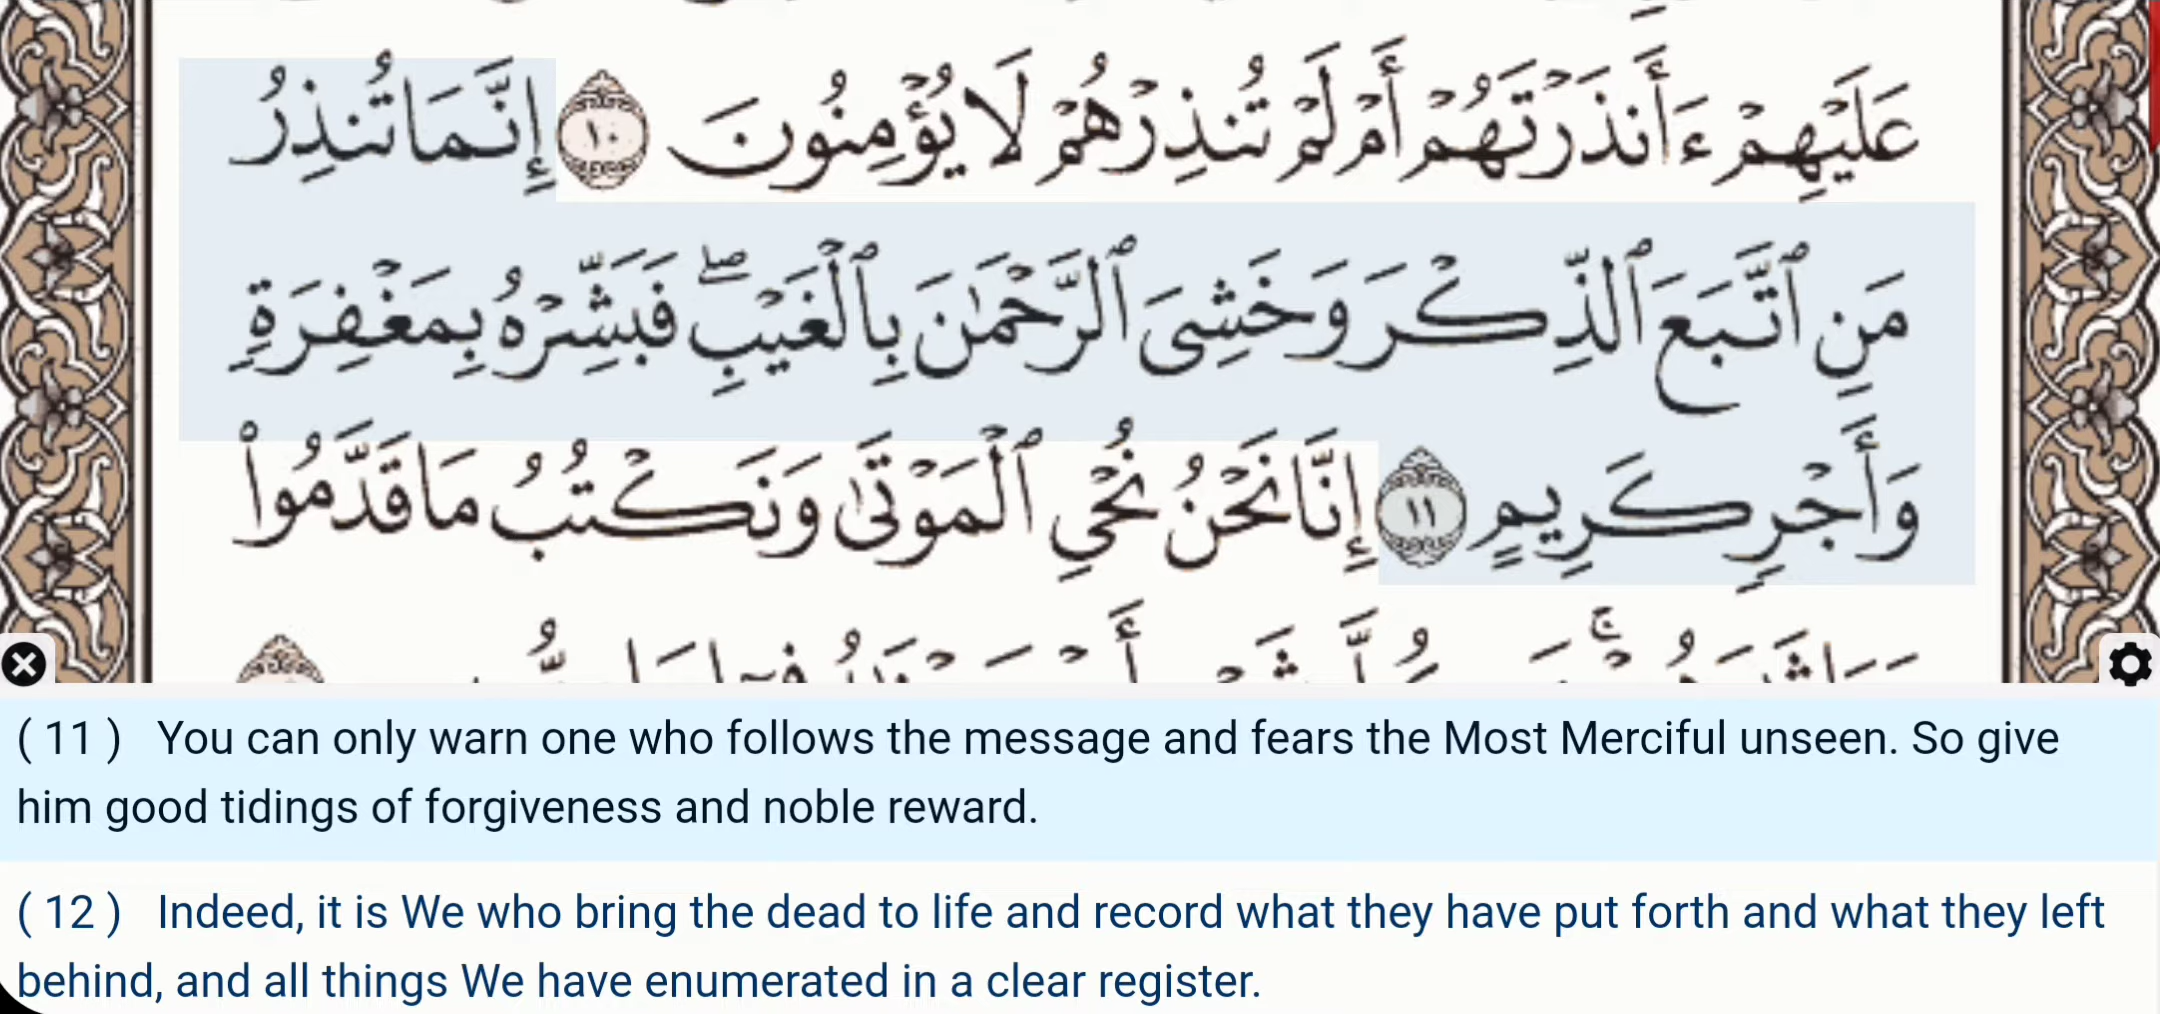 عَلَيْهِمْ ءَأَنذَرْتَهُمْ أَمْ لَمْ تُنذِرْهُمْ لَا يُؤْمِنُونَ ١٠ إِنَّمَا تُنذِرُ
مَنِ ٱتَّبَعَ ٱلذِّكْرَ وَخَشِىَ ٱلرَّحْمَٰنَ بِٱلْغَيْبِ ۖ فَبَشِّرْهُ بِمَغْفِرَةٍ
وَأَجْرٍ كَرِيمٍ ١١ إِنَّا نَحْنُ نُحْىِ ٱلْمَوْتَىٰ وَنَكْتُبُ مَا قَدَّمُوا۟
( 11 ) You can only warn one who follows the message and fears the Most Merciful unseen. So give
him good tidings of forgiveness and noble reward.
( 12 ) Indeed, it is We who bring the dead to life and record what they have put forth and what they left
behind, and all things We have enumerated in a clear register.